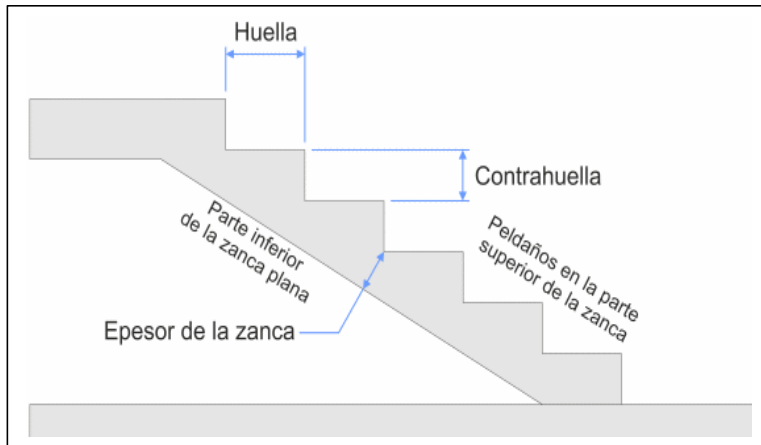 Huella
Contrahuella
Parte inferior
de la zanca plana
Peldaños en la parte
superior de la zanca
Epesor de la zanca